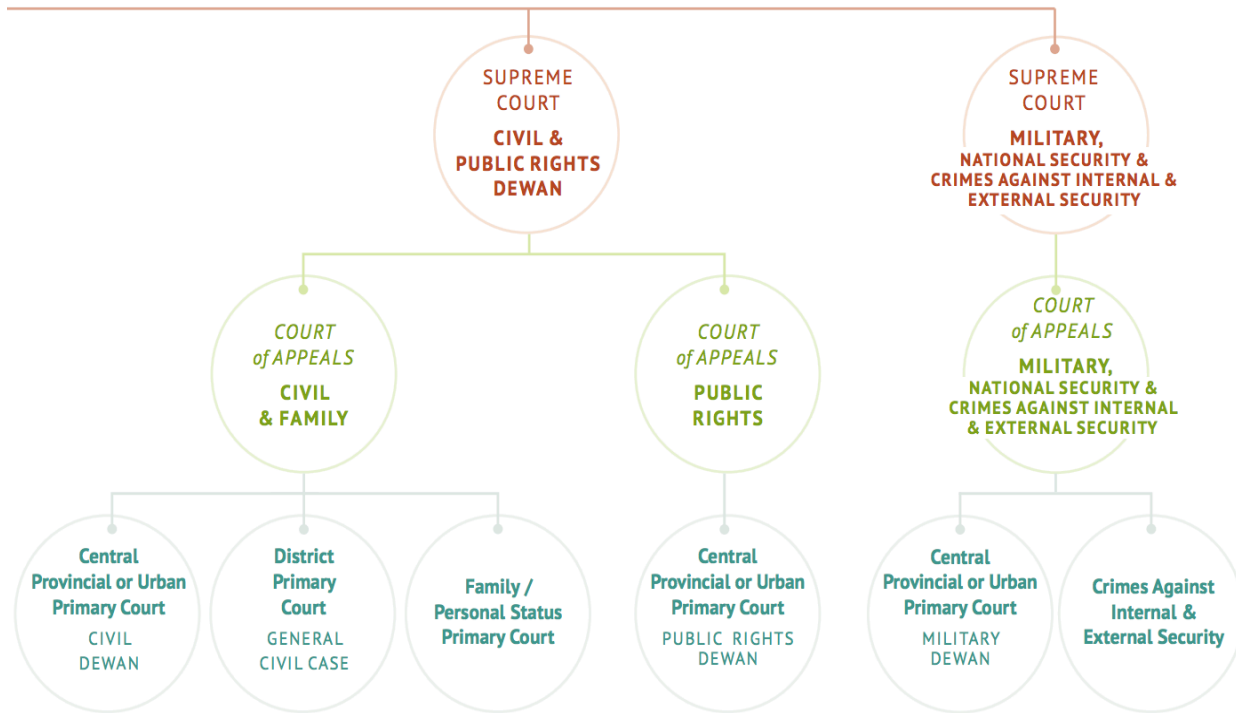 SUPREME
COURT
CIVIL &
PUBLIC RIGHTS
DEWAN
SUPREME
COURT
MILITARY,
NATIONAL SECURITY &
CRIMES AGAINST INTERNAL &
EXTERNAL SECURITY
COURT
of APPEALS
CIVIL
& FAMILY
COURT
of APPEALS
PUBLIC
RIGHTS
COURT
of APPEALS
MILITARY,
NATIONAL SECURITY &
CRIMES AGAINST INTERNAL
& EXTERNAL SECURITY
Central
Provincial or Urban
Primary Court
CIVIL
DEWAN
District
Primary
Court
GENERAL
CIVIL CASE
Family /
Personal Status
Primary Court
Central
Provincial or Urban
Primary Court
PUBLIC RIGHTS
DEWAN
Central
Provincial or Urban
Primary Court
MILITARY
DEWAN
Crimes Against
Internal &
External Security